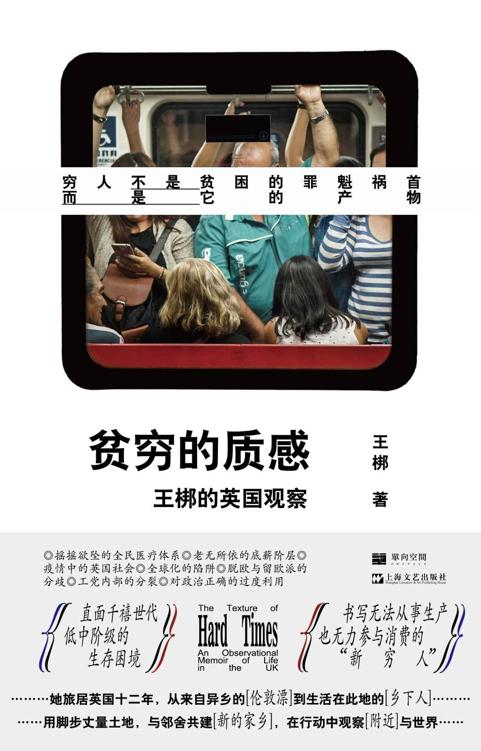 穷人不是贫困的罪魁祸首
而是它的产物
贫穷的质感
王梆的英国观察
王梆 著
◎摇摇欲坠的全民医疗体系◎老无所依的底薪阶层◎
疫情中的英国社会◎全球化的陷阱◎脱欧与留欧派的
分歧◎工党内部的分裂◎对政治正确的过度利用
單向空間
上海文艺出版社
直面千禧世代
低中阶级的
生存困境
The Texture of
Hard Times
An Observational
Memoir of Life
in the UK
书写无法从事生产
也无力参与消费的
“新穷人”
………她旅居英国十二年，从来自异乡的[伦敦漂]到生活在此地的[乡下人]………
……用脚步丈量土地，与邻舍共建[新的家乡]，在行动中观察[附近]与世界……